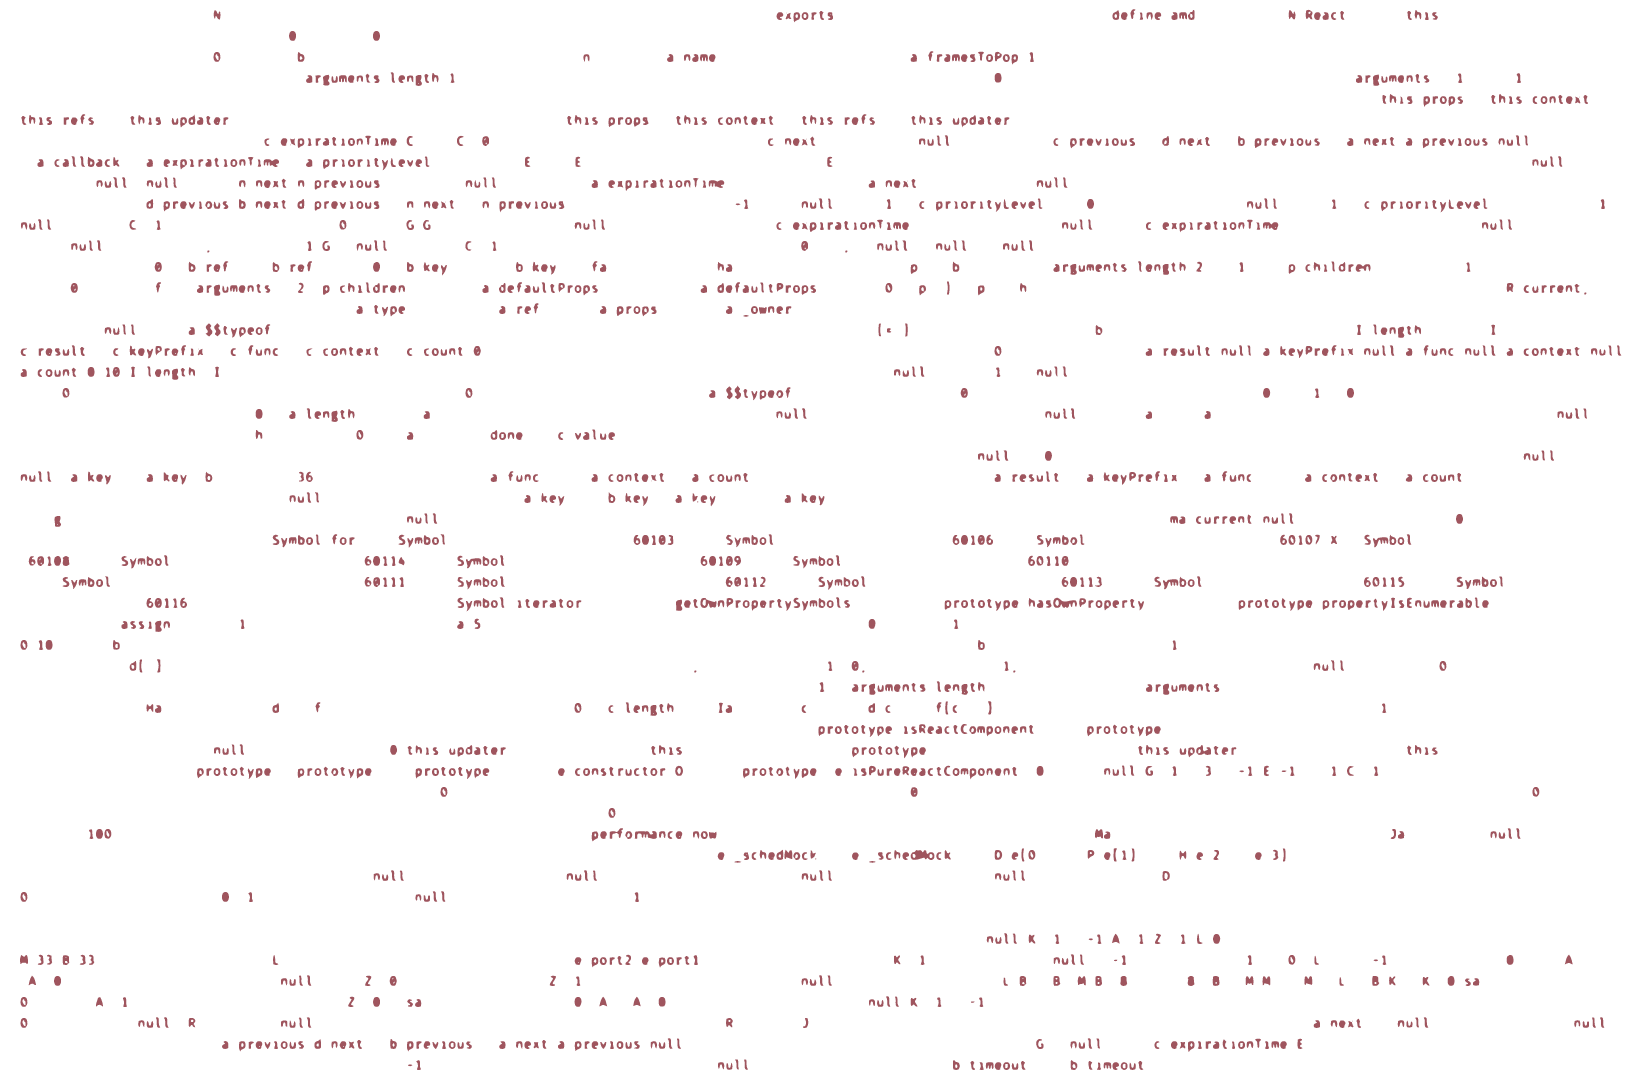 N exports define amd N React this
0 0
0 b n a name a framesToPop 1
arguments length 1 0 arguments 1 1
this props this context
this refs this updater this props this context this refs this updater
c expirationTime C C 0 c next null c previous d next b previous a next a previous null
a callback a expirationTime a priorityLevel E E E null
null null n next n previous null a expirationTime a next null
d previous b next d previous n next n previous -1 null 1 c priorityLevel 0 null 1 c priorityLevel 1
null C 1 0 G G null c expirationTime null c expirationTime null
null . 1 G null C 1 0 . null null null
0 b ref b ref 0 b key b key fa ha p b arguments length 2 1 p children 1
0 f arguments 2 p children a defaultProps a defaultProps 0 p ) p h R current.
a type a ref a props a _owner
null a $$typeof ( ) b I length I
c result c keyPrefix c func c context c count 0 0 a result null a keyPrefix null a func null a context null
a count 0 10 I length I null 1 null
0 0 a $$typeof 0 0 1 0
0 a length a null null a a null
h 0 a done c value
null 0 null
null a key a key b 36 a func a context a count a result a keyPrefix a func a context a count
null a key b key a key a key
g null ma current null 0
Symbol for Symbol 60103 Symbol 60106 Symbol 60107 X Symbol
60108 Symbol 60114 Symbol 60109 Symbol 60110
Symbol 60111 Symbol 60112 Symbol 60113 Symbol 60115 Symbol
60116 Symbol iterator getOwnPropertySymbols prototype hasOwnProperty prototype propertyIsEnumerable
assign 1 a S 0 1
0 10 b b 1
d( ) . 1 0. 1. null 0
1 arguments length arguments
Ha d f 0 c length Ia c d c f(c ) 1
prototype isReactComponent prototype
null 0 this updater this prototype this updater this
prototype prototype prototype e constructor O prototype e isPureReactComponent 0 null G 1 3 -1 E -1 1 C 1
0 0 0
0
100 performance now Ma Ja null
e _schedMock e _schedMock D e(0 P e(1) H e 2 e 3)
null null null null D
0 0 1 null 1
null K 1 -1 A 1 Z 1 L 0
M 33 B 33 L e port2 e port1 K 1 null -1 1 0 L -1 0 A
A 0 null Z 0 Z 1 null L B B M B 8 8 B M M M L B K K 0 sa
0 A 1 Z 0 sa 0 A A 0 null K 1 -1
0 null R null R J a next null null
a previous d next b previous a next a previous null G null c expirationTime E
-1 null b timeout b timeout